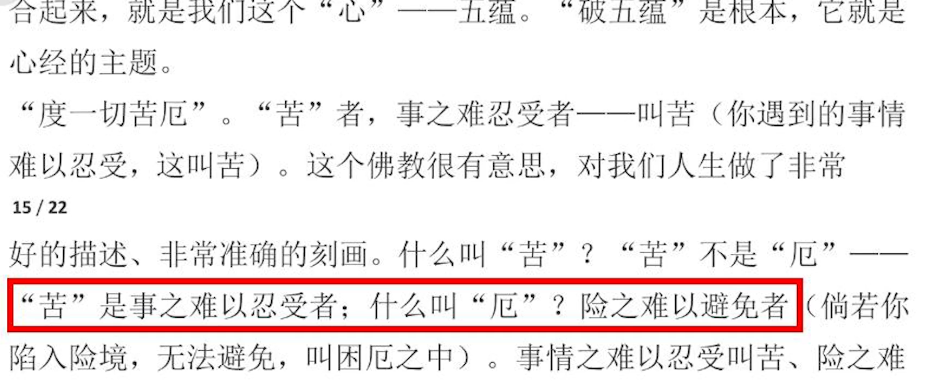 合起来，就是我们这个“心”——五蕴。“破五蕴”是根本，它就是
心经的主题。
“度一切苦厄”。“苦”者，事之难忍受者——叫苦（你遇到的事情
难以忍受，这叫苦）。这个佛教很有意思，对我们人生做了非常
15 / 22
好的描述、非常准确的刻画。什么叫“苦”？“苦”不是“厄”——
“苦”是事之难以忍受者；什么叫“厄”？险之难以避免者（倘若你
陷入险境，无法避免，叫困厄之中）。事情之难以忍受叫苦、险之难